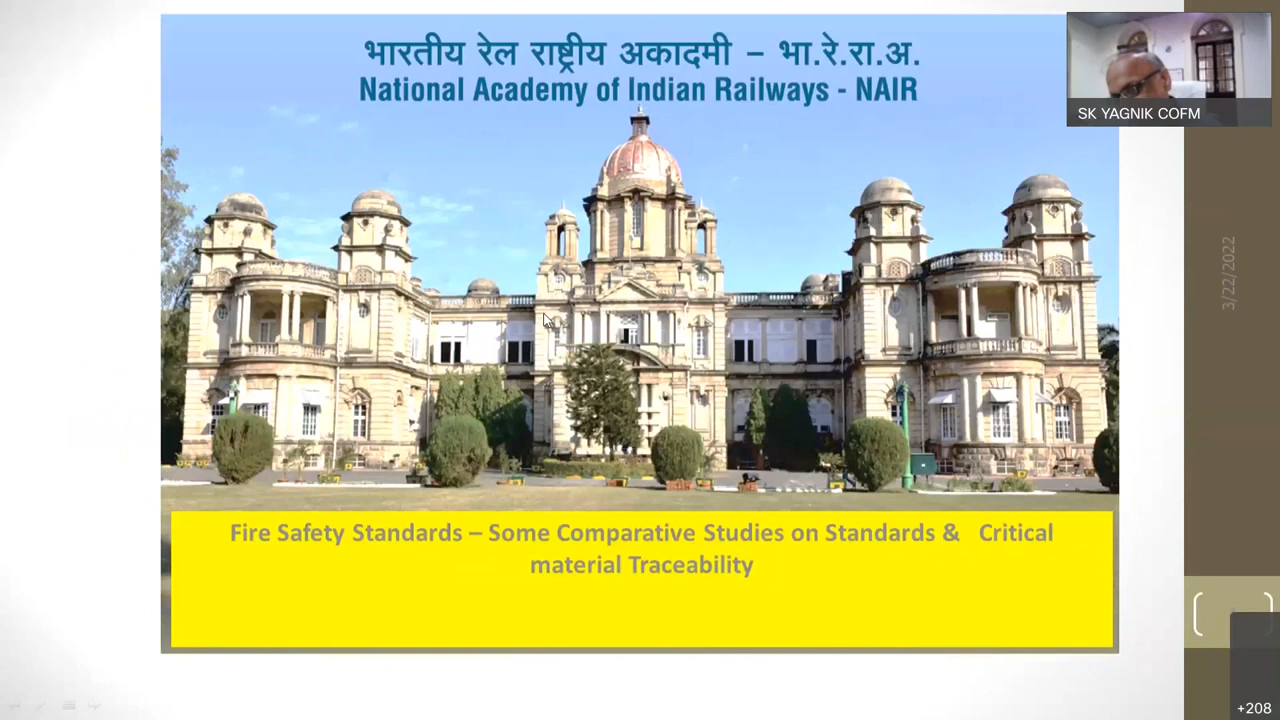 भारतीय रेल राष्ट्रीय अकादमी – भा.रे.रा.अ.
National Academy of Indian Railways - NAIR
SK YAGNIK COFM
3/22/2022
Fire Safety Standards – Some Comparative Studies on Standards & Critical
material Traceability
+208